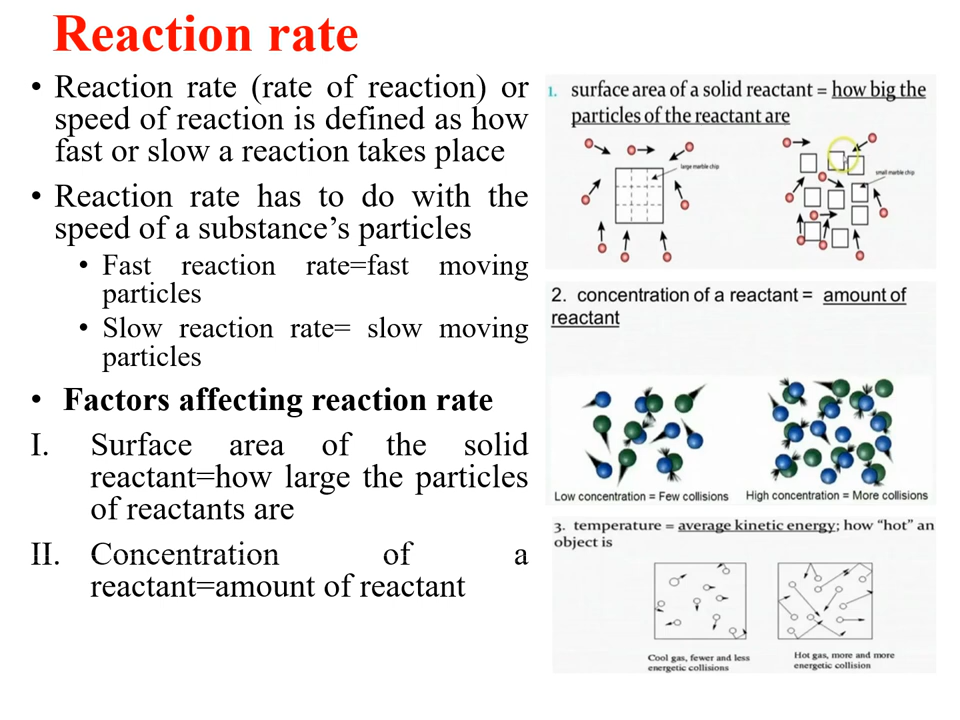 Reaction rate
• Reaction rate (rate of reaction) or
speed of reaction is defined as how
fast or slow a reaction takes place
• Reaction rate has to do with the
speed of a substance’s particles
• Fast reaction rate=fast moving
particles
• Slow reaction rate= slow moving
particles
• Factors affecting reaction rate
I. Surface area of the solid
reactant=how large the particles
of reactants are
II. Concentration of a
reactant=amount of reactant
1. surface area of a solid reactant = how big the
particles of the reactant are
large marble chip
small marble chip
2. concentration of a reactant = amount of
reactant
Low concentration = Few collisions
High concentration = More collisions
3. temperature = average kinetic energy; how “hot” an
object is
Cool gas, fewer and less
energetic collisions
Hot gas, more and more
energetic collision